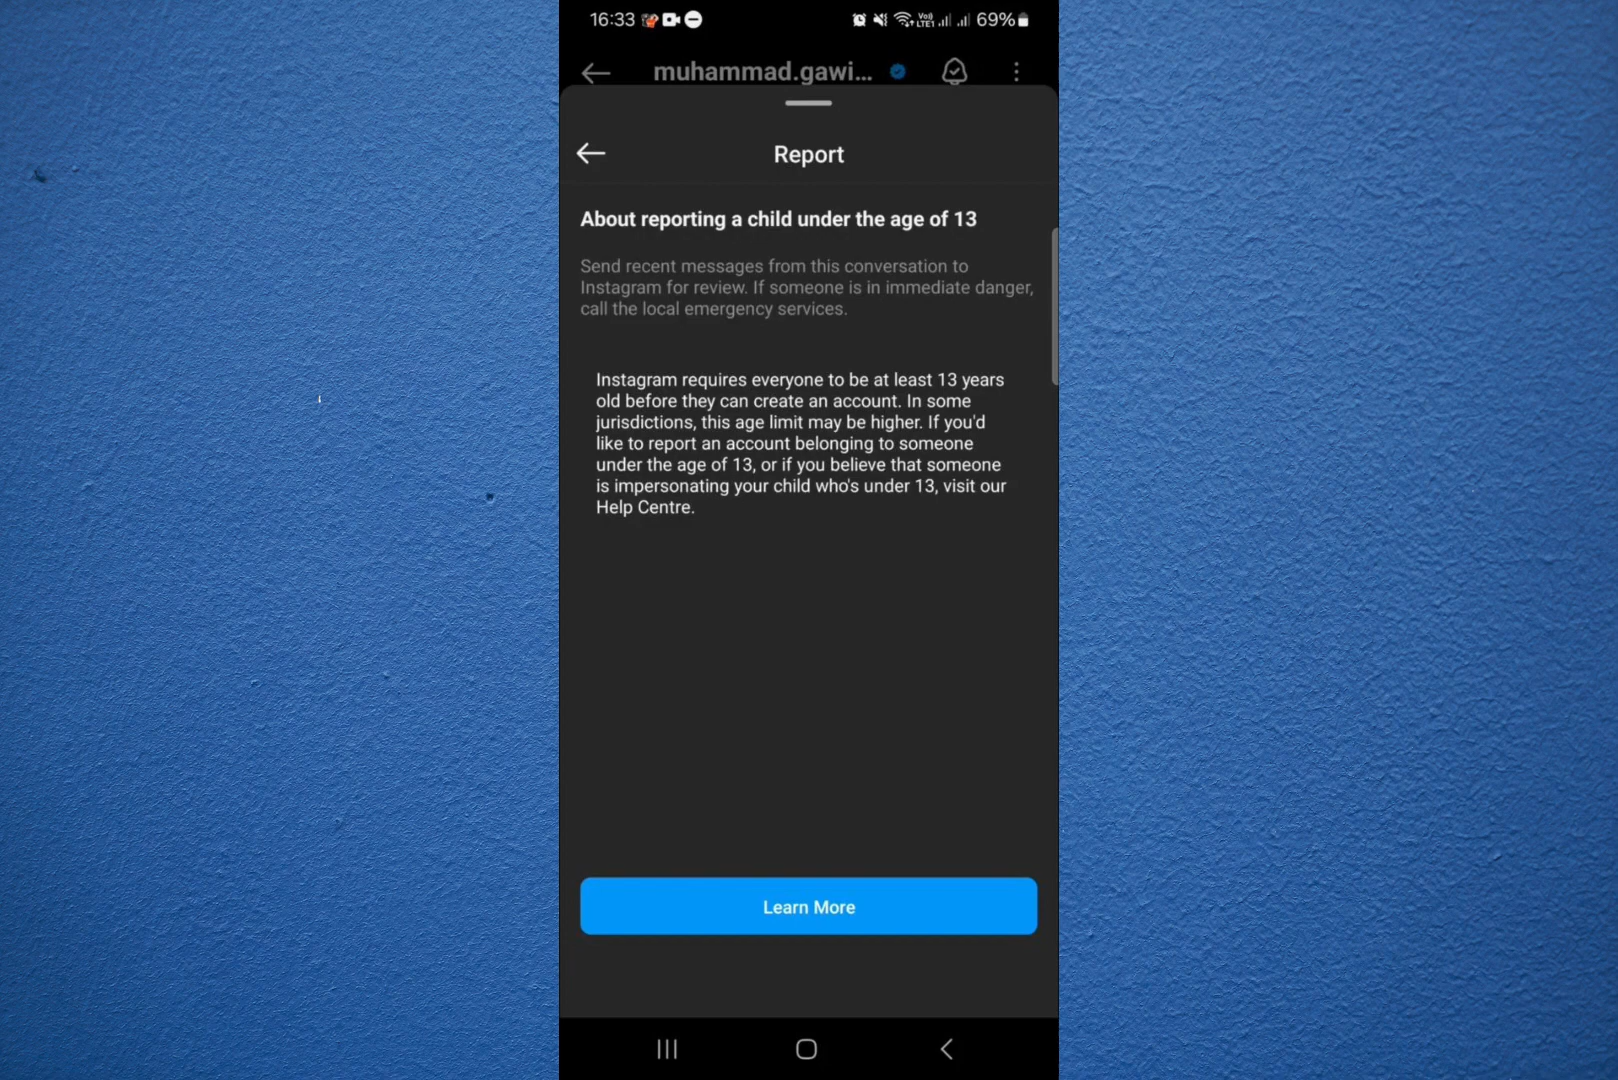 16:33 Vo) LTE1 69%
muhammad.gawi...
Report
About reporting a child under the age of 13
Send recent messages from this conversation to
Instagram for review. If someone is in immediate danger,
call the local emergency services.
Instagram requires everyone to be at least 13 years
old before they can create an account. In some
jurisdictions, this age limit may be higher. If you'd
like to report an account belonging to someone
under the age of 13, or if you believe that someone
is impersonating your child who's under 13, visit our
Help Centre.
Learn More